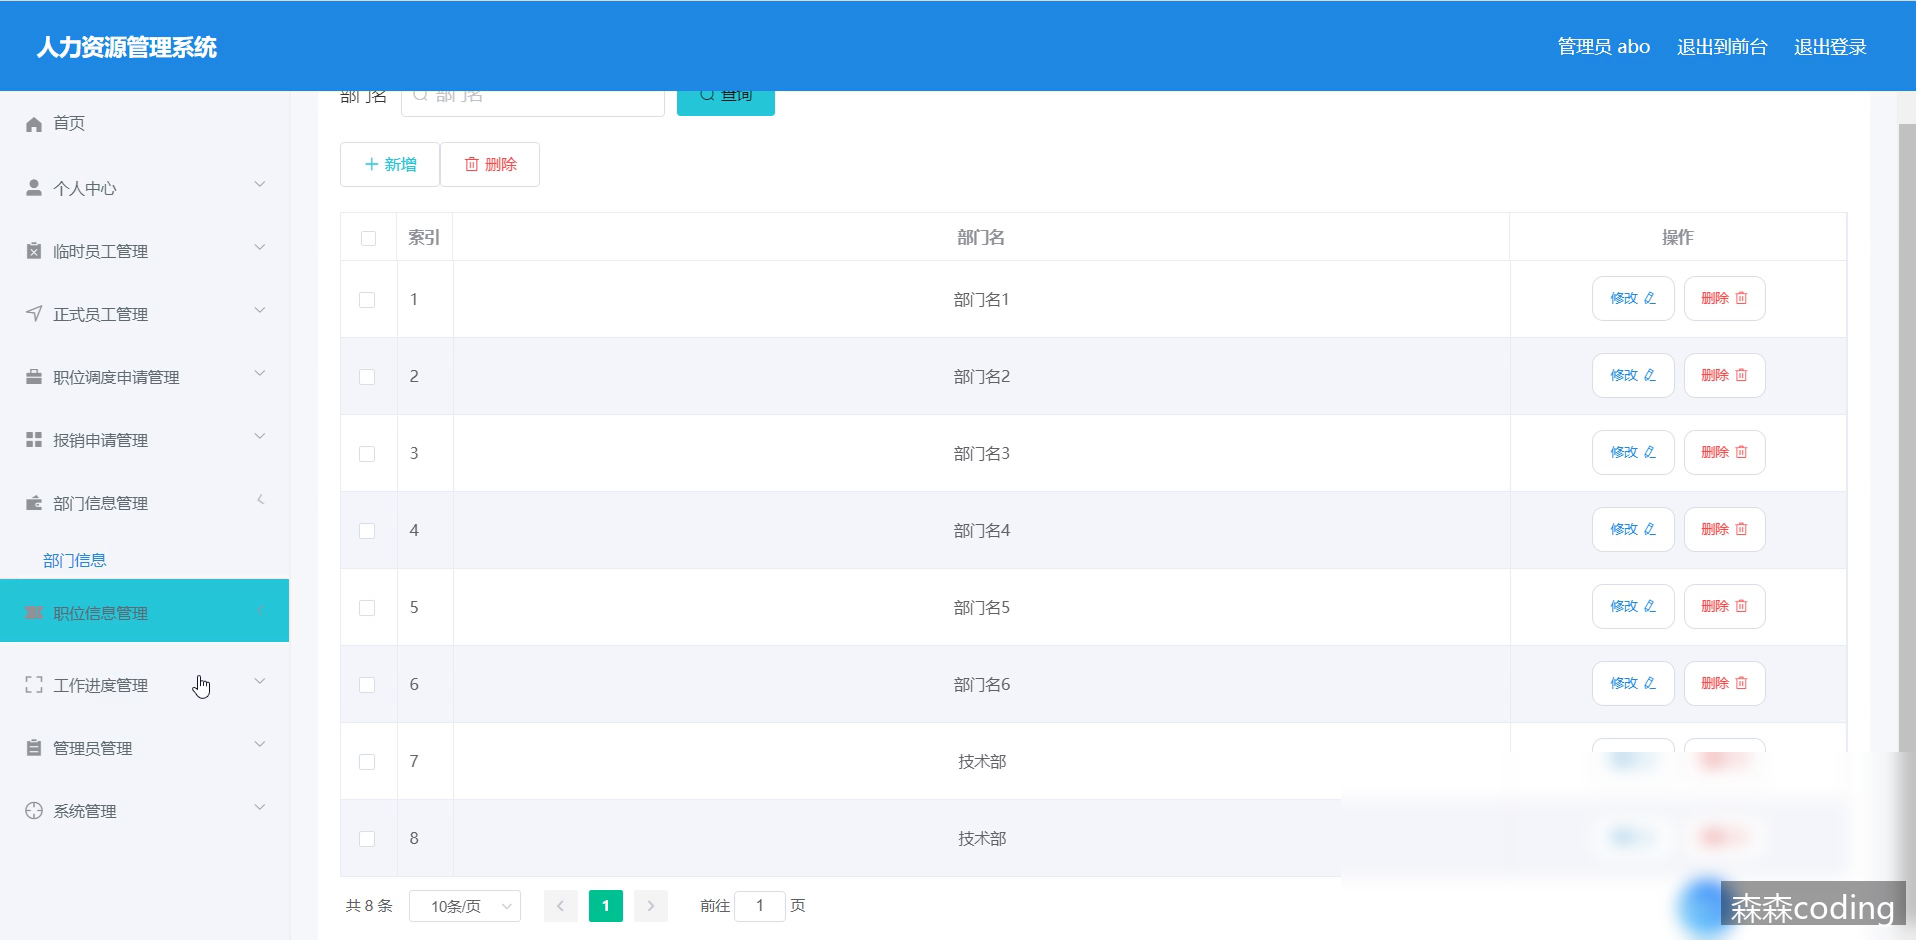 人力资源管理系统
管理员 abo 退出到前台 退出登录
首页
个人中心
临时员工管理
正式员工管理
职位调度申请管理
报销申请管理
部门信息管理
部门信息
职位信息管理
工作进度管理
管理员管理
系统管理
部门名 部门名 查询
新增 删除
索引 部门名 操作
1 部门名1 修改 删除
2 部门名2 修改 删除
3 部门名3 修改 删除
4 部门名4 修改 删除
5 部门名5 修改 删除
6 部门名6 修改 删除
7 技术部
8 技术部
共 8 条 10条/页 1 前往 1 页
森森coding